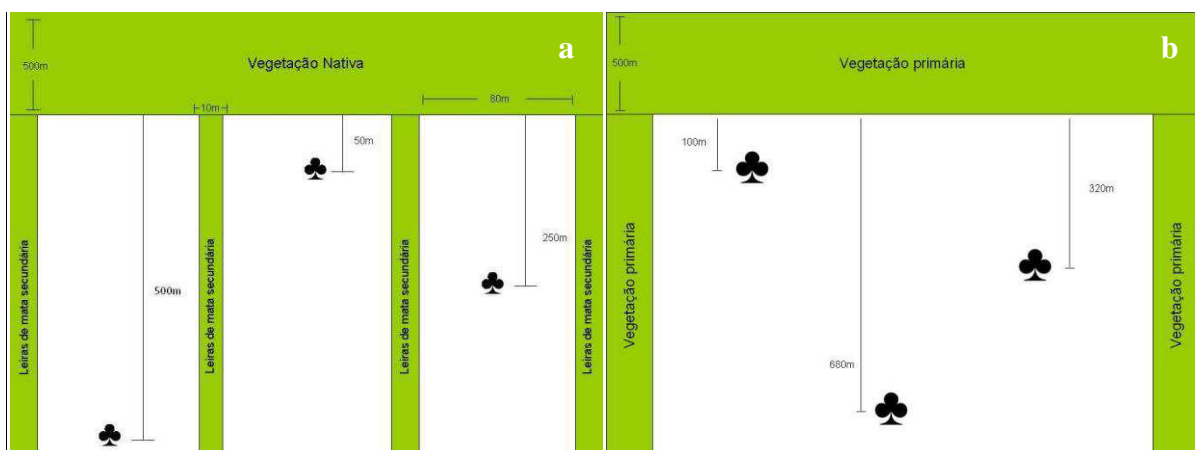 a
Vegetação Nativa
500m
10m
80m
50m
250m
500m
Leiras de mata secundária
Leiras de mata secundária
Leiras de mata secundária
Leiras de mata secundária
b
Vegetação primária
500m
100m
320m
680m
Vegetação primária
Vegetação primária